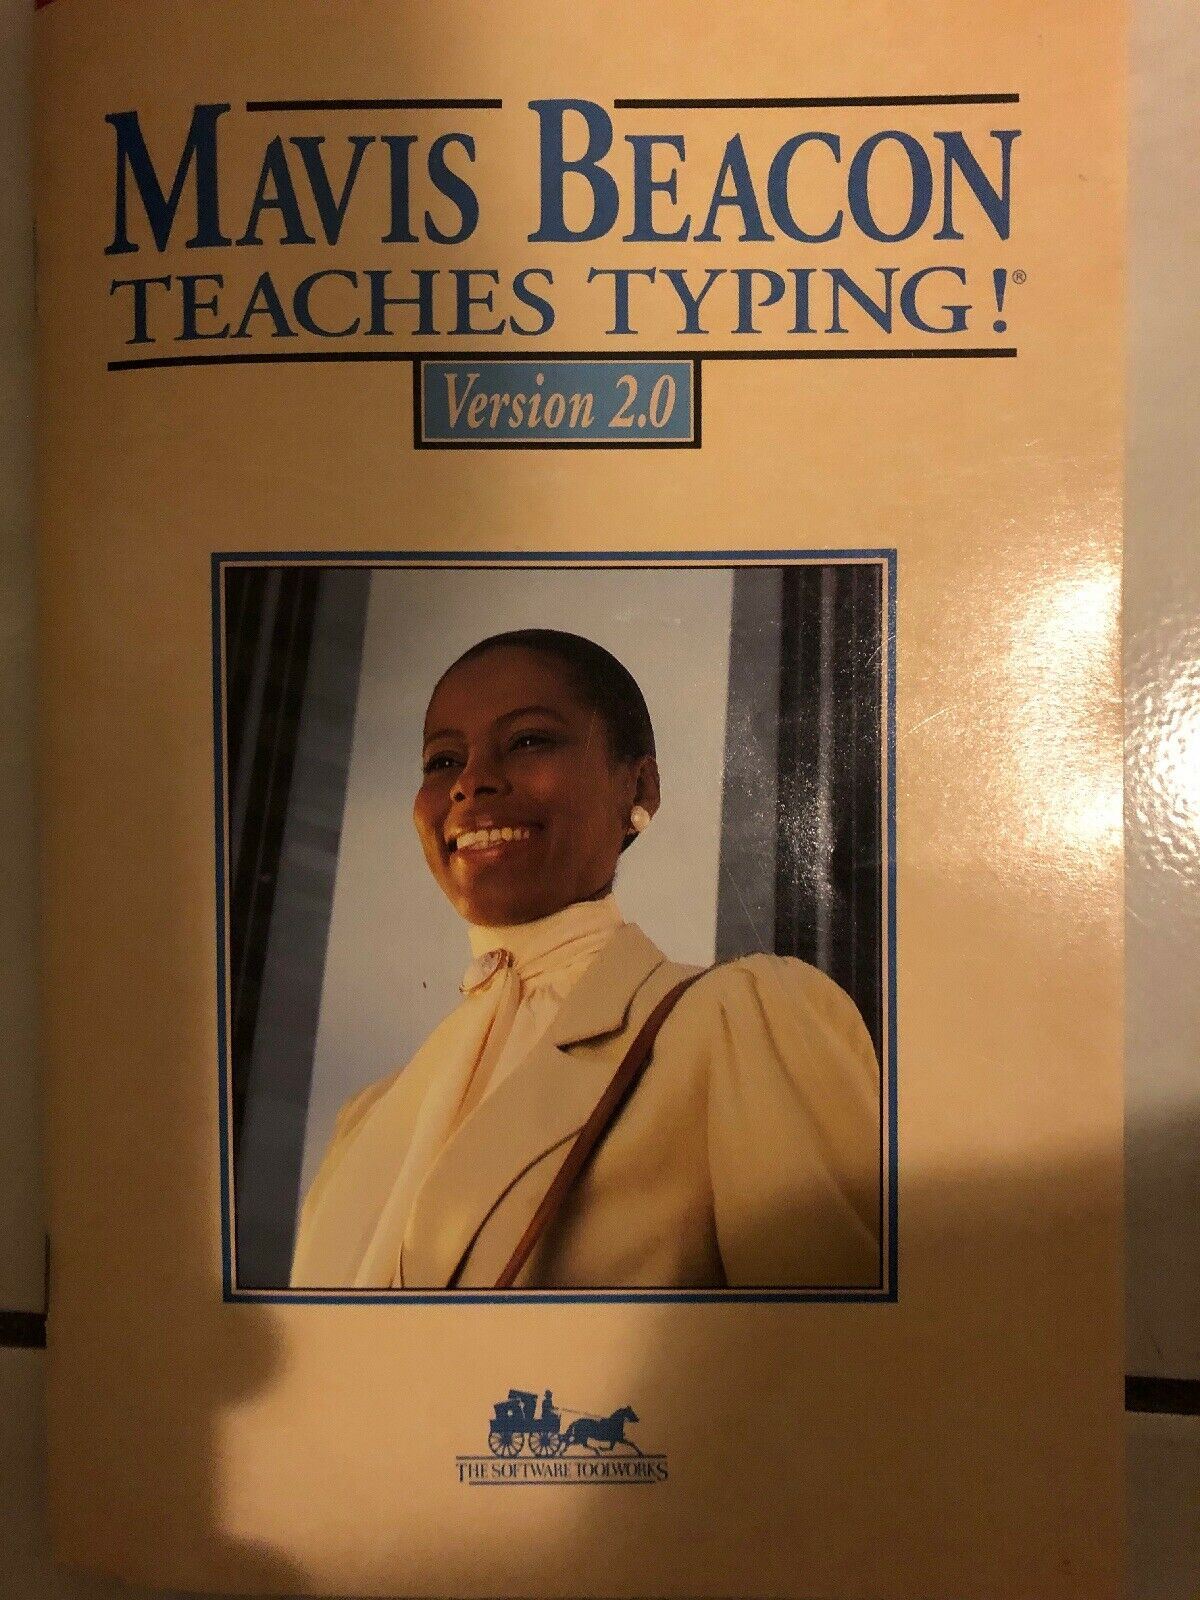 MAVIS BEACON
TEACHES TYPING!®
Version 2.0
THE SOFTWARE TOOLWORKS